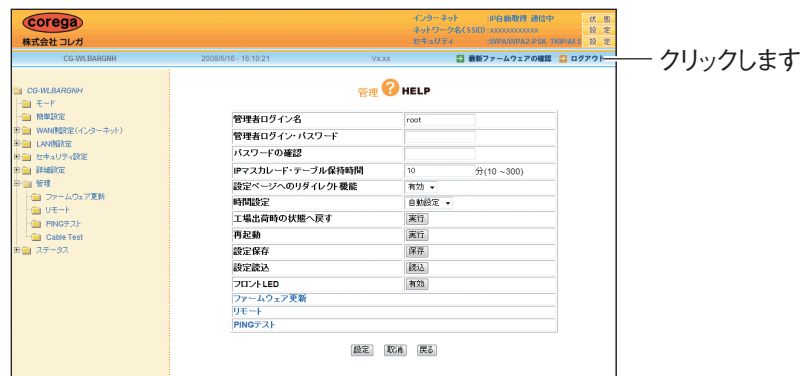 corega
株式会社 コレガ
インターネット :IP自動取得 通信中
ネットワーク名(SSID) :xxxxxxxxxxxx
セキュリティ :WPA/WPA2-PSK TKIP/AES
状 態
設 定
設 定
CG-WLBARGNH 2008/6/16 - 16:10:21 Vx.xx 最新ファームウェアの確認 ログアウト
クリックします
CG-WLBARGNH
モード
簡単設定
WAN側設定(インターネット)
LAN側設定
セキュリティ設定
詳細設定
管理
ファームウェア更新
リモート
PINGテスト
Cable Test
ステータス
管理 ? HELP
管理者ログイン名 root
管理者ログイン・パスワード
パスワードの確認
IPマスカレード・テーブル保持時間 10 分(10 ~300)
設定ページへのリダイレクト機能 有効
時間設定 自動設定
工場出荷時の状態へ戻す 実行
再起動 実行
設定保存 保存
設定読込 読込
フロントLED 有効
ファームウェア更新
リモート
PINGテスト
設定 取消 戻る